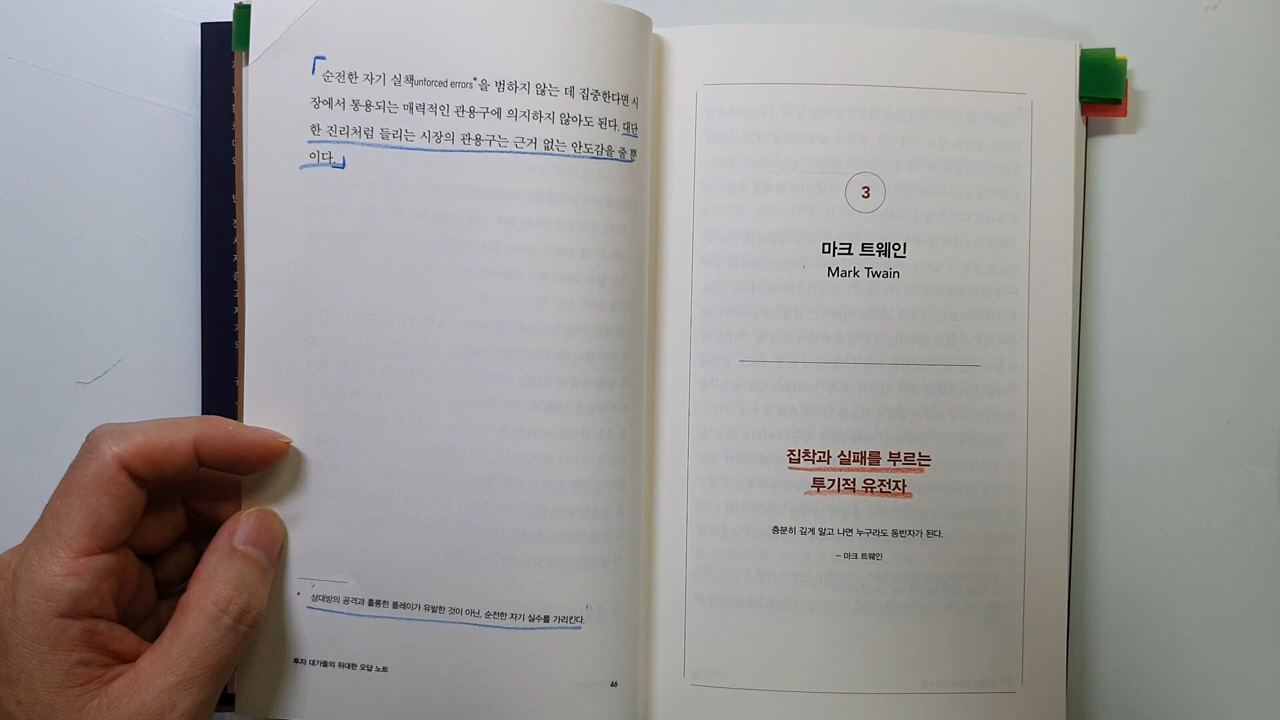 순전한 자기 실책unforced errors*을 범하지 않는 데 집중한다면 시
장에서 통용되는 매력적인 관용구에 의지하지 않아도 된다. 대단
한 진리처럼 들리는 시장의 관용구는 근거 없는 안도감을 줄 뿐
이다.
* 상대방의 공격과 훌륭한 플레이가 유발한 것이 아닌, 순전한 자기 실수를 가리킨다.
투자 대가들의 위대한 오답 노트
46
3
마크 트웨인
Mark Twain
집착과 실패를 부르는
투기적 유전자
충분히 깊게 알고 나면 누구라도 동반자가 된다.
– 마크 트웨인